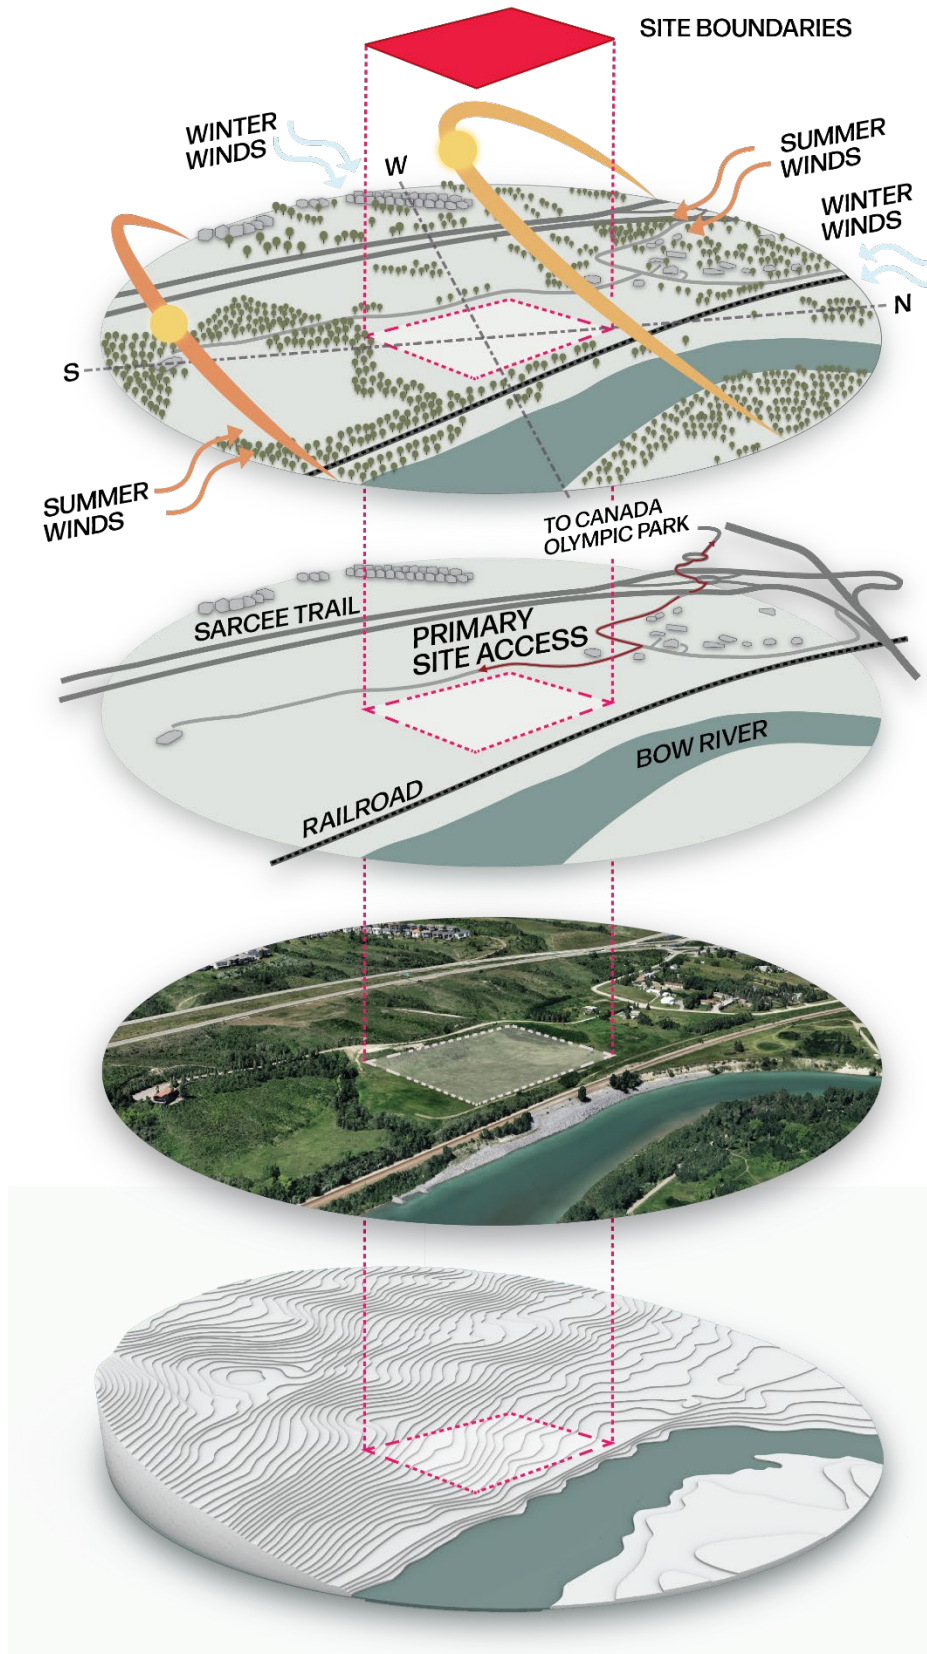 SITE BOUNDARIES
WINTER
WINDS
W
SUMMER
WINDS
WINTER
WINDS
N
S
SUMMER
WINDS
TO CANADA
OLYMPIC PARK
SARCEE TRAIL
PRIMARY
SITE ACCESS
BOW RIVER
RAILROAD